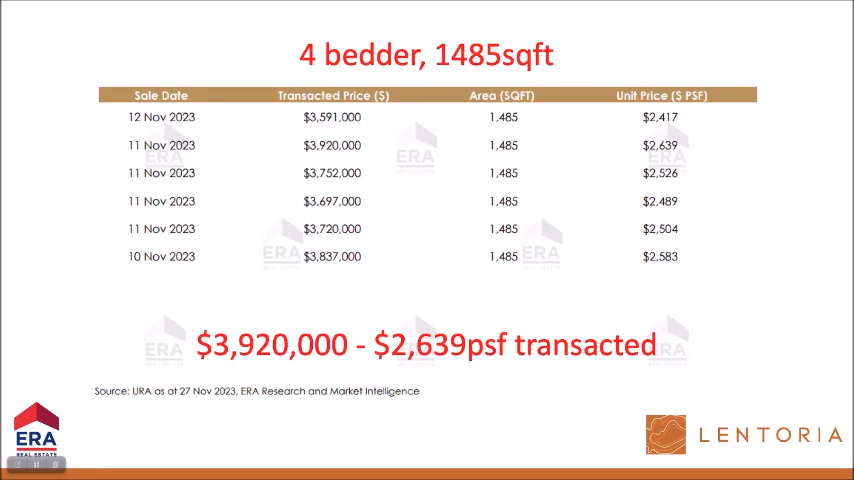 4 bedder, 1485sqft
Sale Date Transacted Price ($) Area (SQFT) Unit Price ($ PSF)
12 Nov 2023 $3,591,000 1,485 $2,417
11 Nov 2023 $3,920,000 1,485 $2,639
11 Nov 2023 $3,752,000 1,485 $2,526
11 Nov 2023 $3,697,000 1,485 $2,489
11 Nov 2023 $3,720,000 1,485 $2,504
10 Nov 2023 $3,837,000 1,485 $2,583
$3,920,000 - $2,639psf transacted
Source: URA as at 27 Nov 2023, ERA Research and Market Intelligence
ERA
REAL ESTATE
LENTORIA